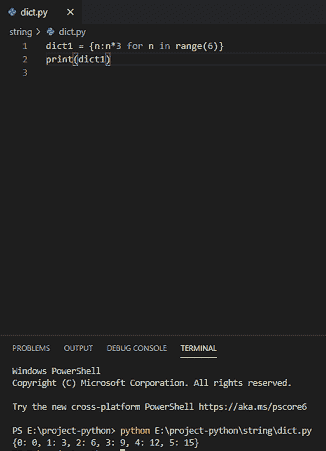 dict.py
string > dict.py
1 dict1 = {n:n*3 for n in range(6)}
2 print(dict1)
3
PROBLEMS OUTPUT DEBUG CONSOLE TERMINAL
Windows PowerShell
Copyright (C) Microsoft Corporation. All rights reserved.
Try the new cross-platform PowerShell https://aka.ms/pscore6
PS E:\project-python> python E:\project-python\string\dict.py
{0: 0, 1: 3, 2: 6, 3: 9, 4: 12, 5: 15}